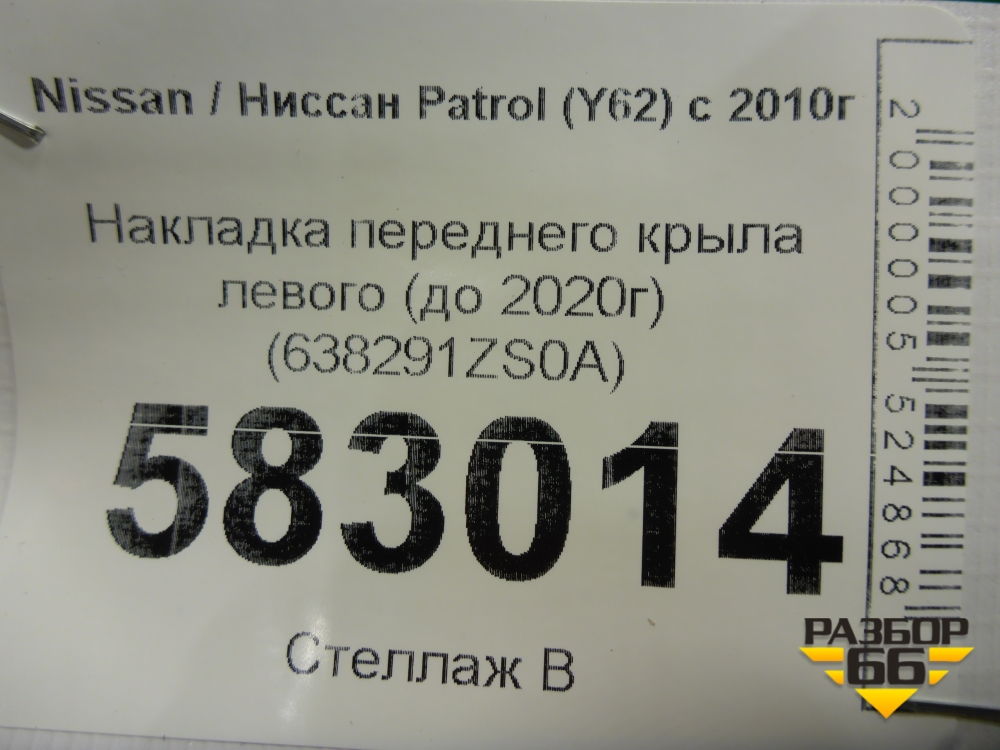 Nissan / Ниссан Patrol (Y62) с 2010г
Накладка переднего крыла
левого (до 2020г)
(638291ZS0A)
583014
Стеллаж В
2000005524868
РАЗБОР
66